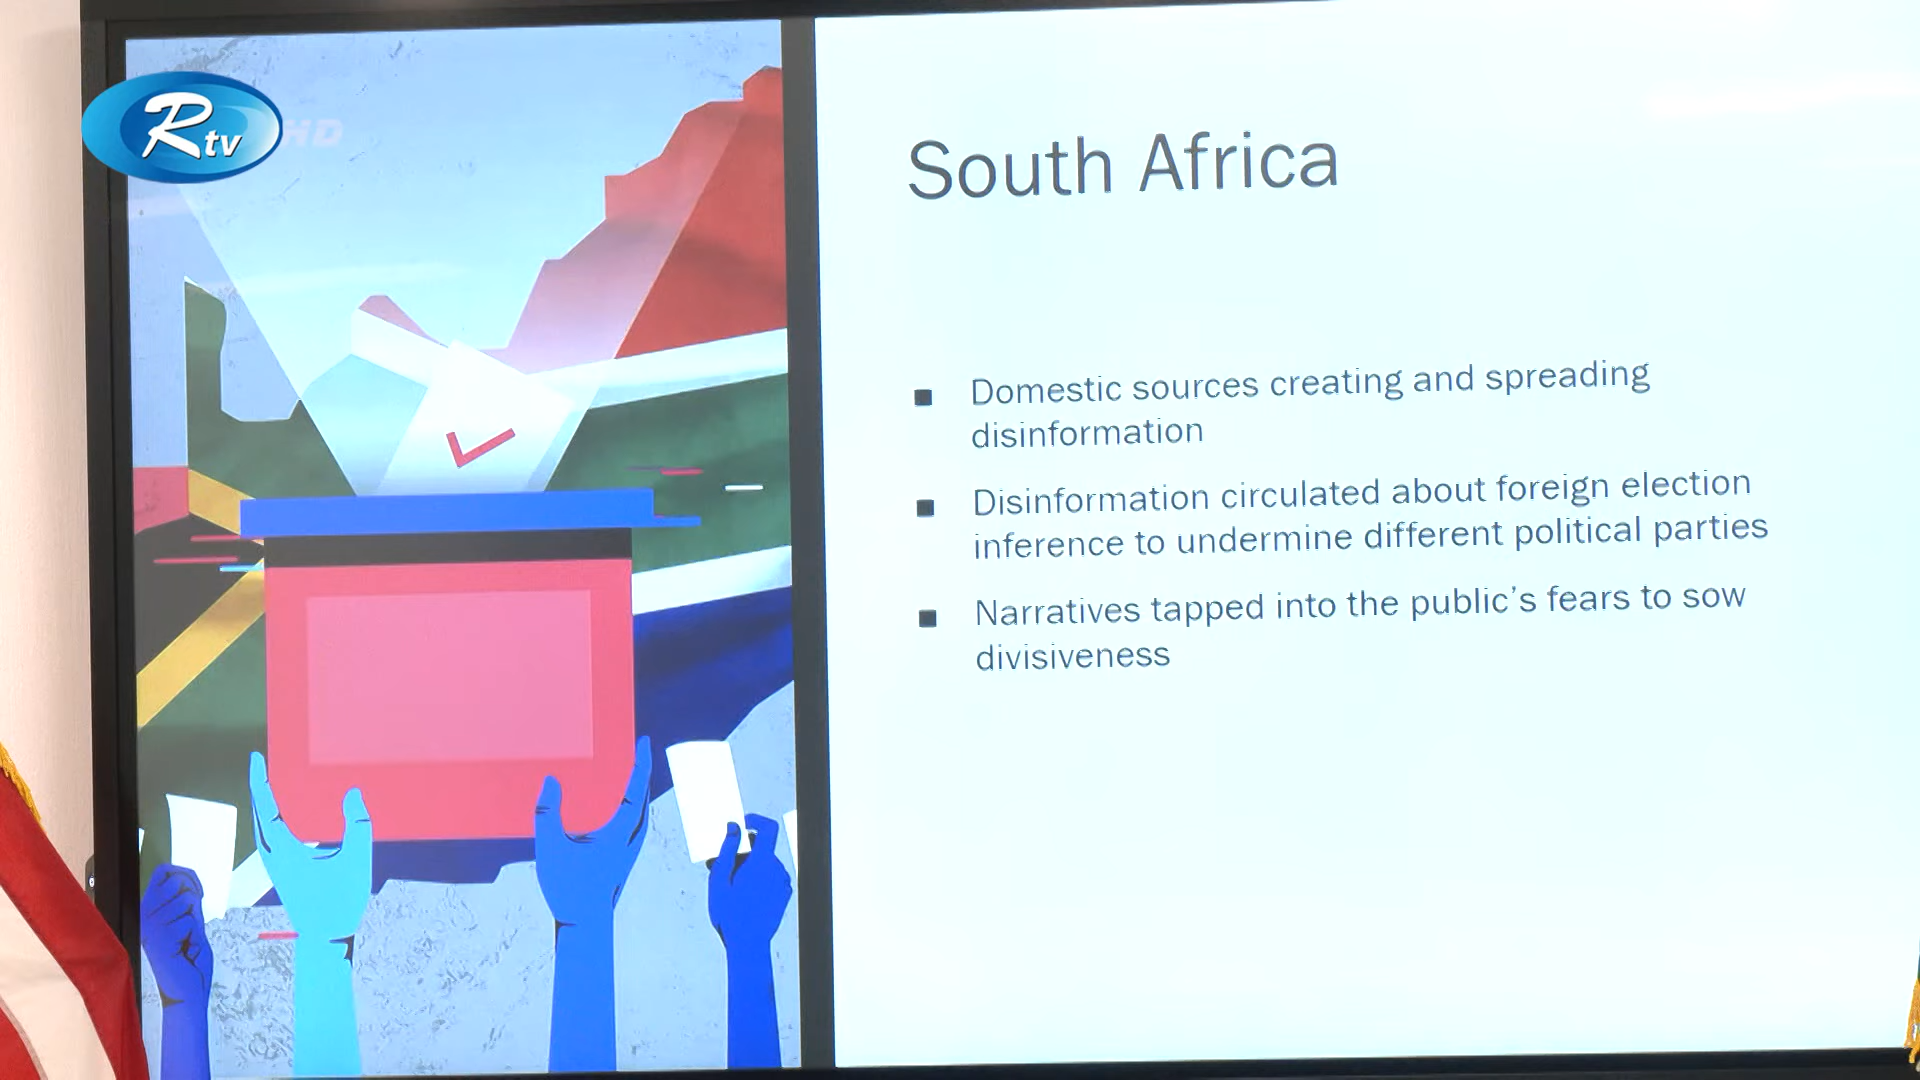 Rtv HD
South Africa
▪ Domestic sources creating and spreading
disinformation
▪ Disinformation circulated about foreign election
inference to undermine different political parties
▪ Narratives tapped into the public’s fears to sow
divisiveness